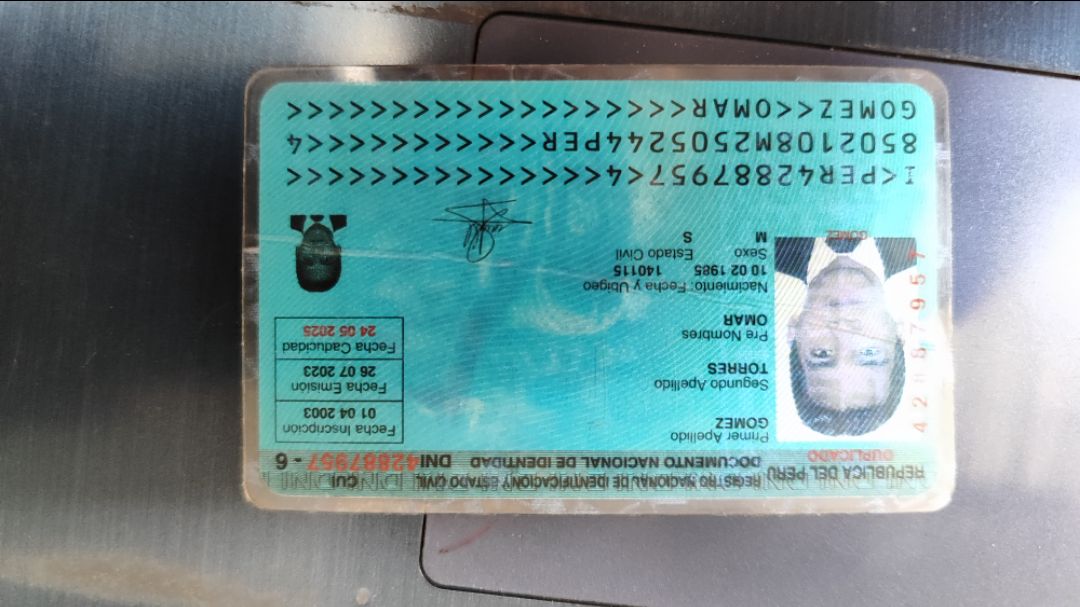 REPUBLICA DEL PERU
REGISTRO NACIONAL DE IDENTIFICACION Y ESTADO CIVIL
CUI
DUPLICADO
DOCUMENTO NACIONAL DE IDENTIDAD
DNI 42887957 - 6
Primer Apellido
GOMEZ
Segundo Apellido
TORRES
Pre Nombres
OMAR
Nacimiento: Fecha y Ubigeo
10 02 1985 140115
Sexo Estado Civil
M S
Fecha Inscripción
01 04 2003
Fecha Emisión
26 07 2023
Fecha Caducidad
24 05 2025
42887957
GOMEZ
I<PER42887957<4<<<<<<<<<<<<<<<
8502108M2505244PER<<<<<<<<<<<4
GOMEZ<<OMAR<<<<<<<<<<<<<<<<<<<